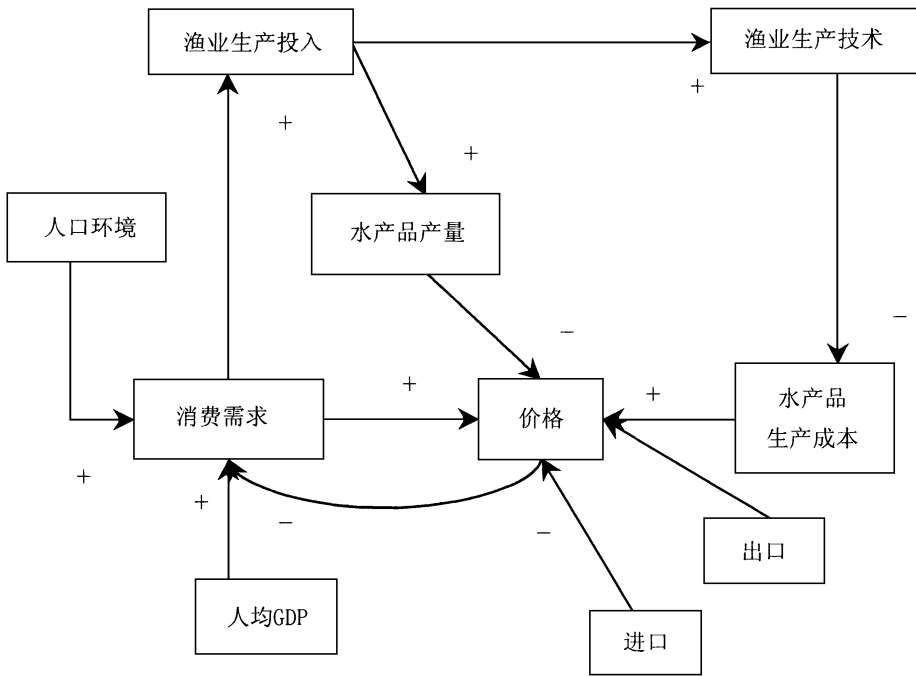 渔业生产投入
渔业生产技术
+
+
+
人口环境
水产品产量
−
−
+
+
水产品
生产成本
消费需求
价格
+
+
−
−
出口
人均GDP
进口